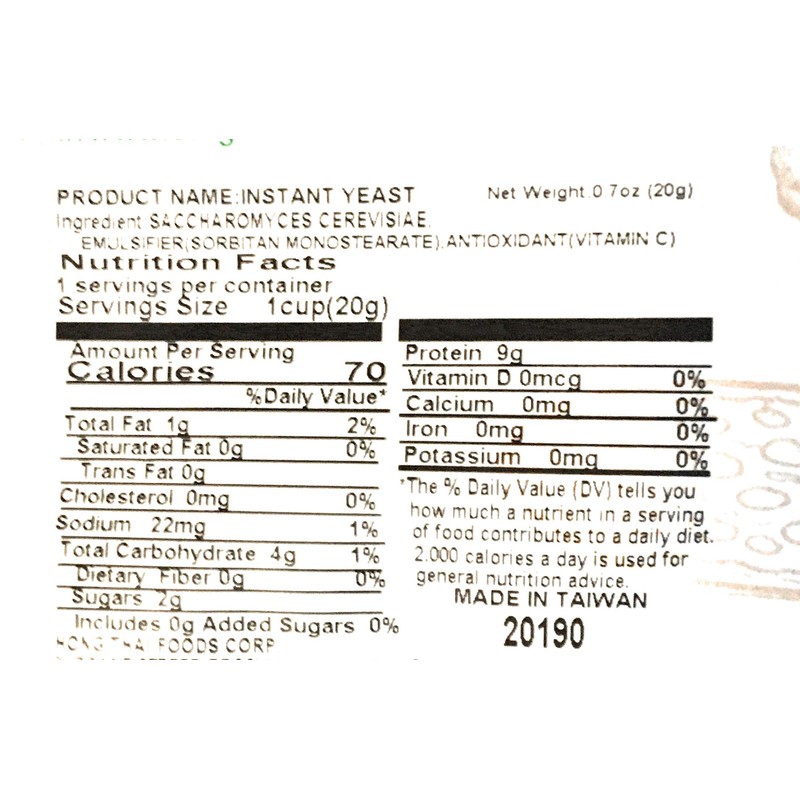 PRODUCT NAME:INSTANT YEAST
Net Weight.0.7oz (20g)
Ingredient SACCHAROMYCES CEREVISIAE.
EMULSIFIER(SORBITAN MONOSTEARATE).ANTIOXIDANT(VITAMIN C)
Nutrition Facts
1 servings per container
Servings Size 1cup(20g)
Amount Per Serving
Calories 70
%Daily Value*
Total Fat 1g 2%
Saturated Fat 0g 0%
Trans Fat 0g
Cholesterol 0mg 0%
Sodium 22mg 1%
Total Carbohydrate 4g 1%
Dietary Fiber 0g 0%
Sugars 2g
Includes 0g Added Sugars 0%
FOODS CORP
Protein 9g
Vitamin D 0mcg 0%
Calcium 0mg 0%
Iron 0mg 0%
Potassium 0mg 0%
*The % Daily Value (DV) tells you
how much a nutrient in a serving
of food contributes to a daily diet.
2.000 calories a day is used for
general nutrition advice.
MADE IN TAIWAN
20190